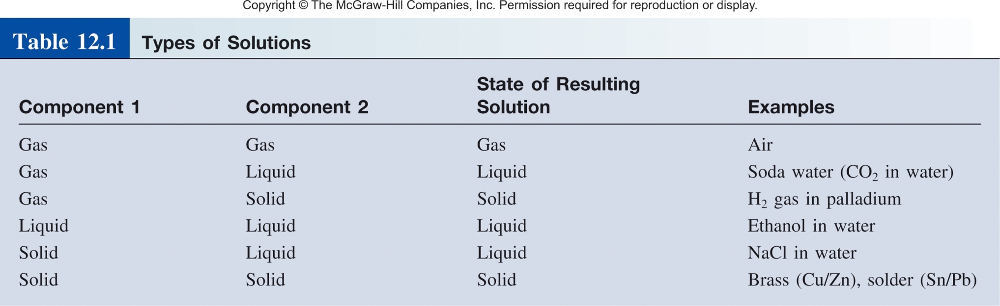 Copyright © The McGraw-Hill Companies, Inc. Permission required for reproduction or display.
Table 12.1 Types of Solutions
Component 1 Component 2 State of Resulting Solution Examples
Gas Gas Gas Air
Gas Liquid Liquid Soda water (CO₂ in water)
Gas Solid Solid H₂ gas in palladium
Liquid Liquid Liquid Ethanol in water
Solid Liquid Liquid NaCl in water
Solid Solid Solid Brass (Cu/Zn), solder (Sn/Pb)